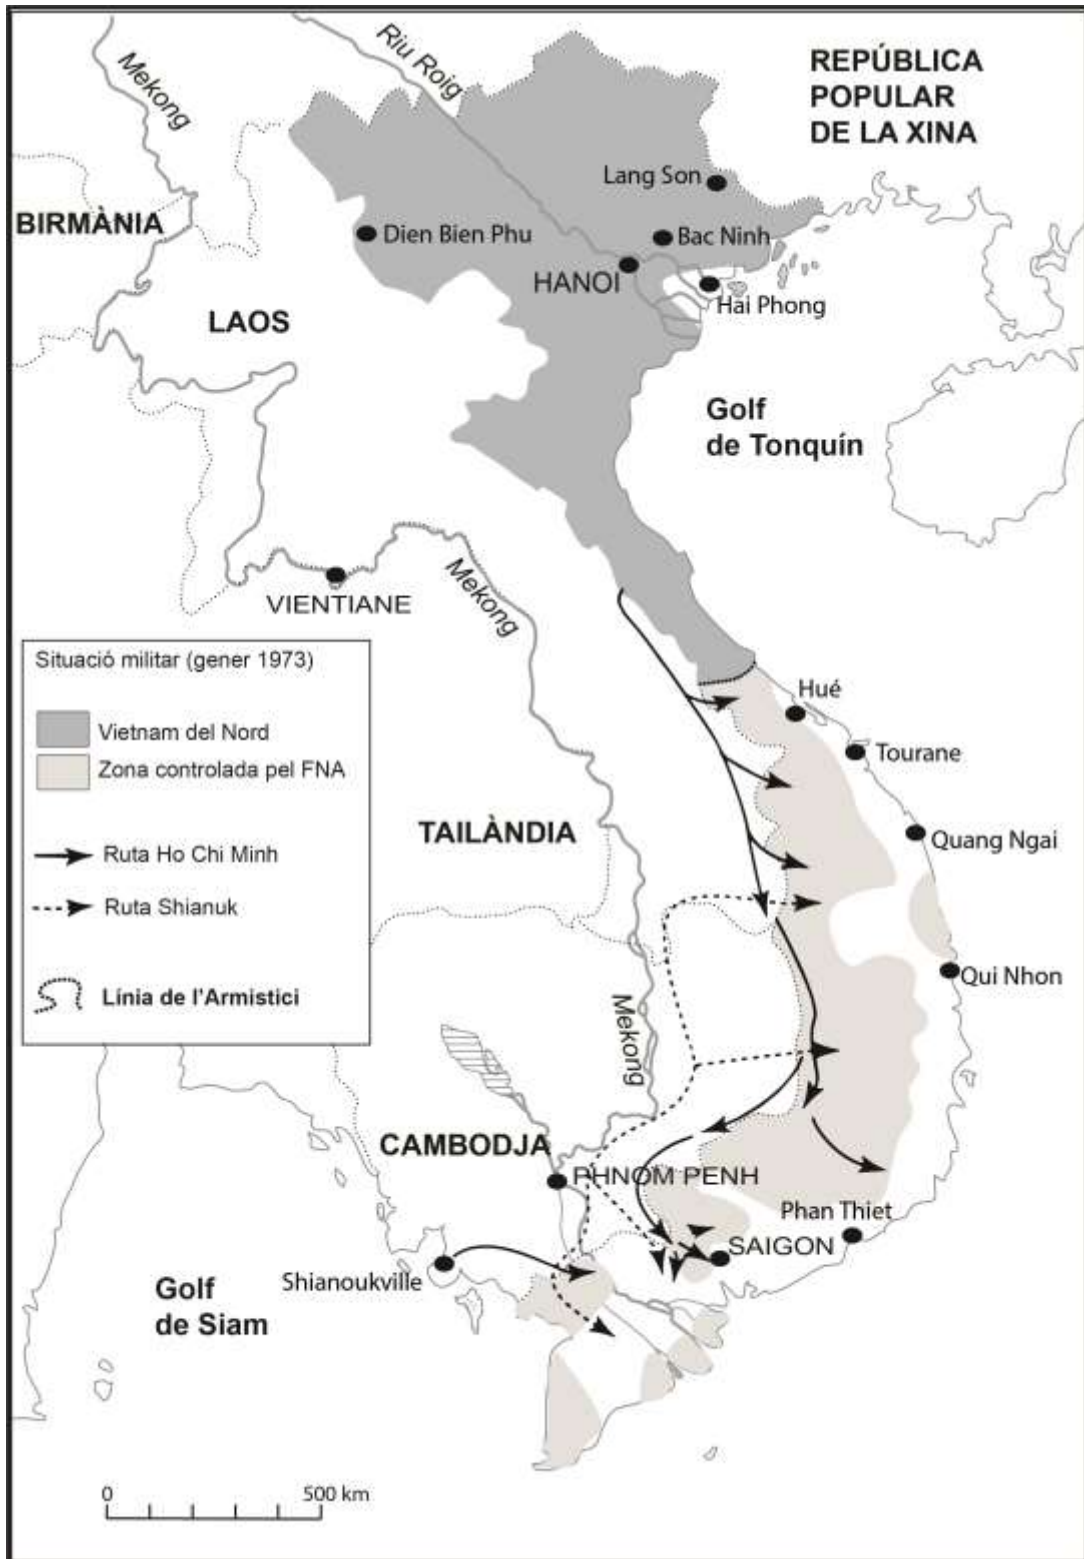 Mekong
Riu Roig
REPÚBLICA
POPULAR
DE LA XINA
Lang Son
BIRMÀNIA
Dien Bien Phu
Bac Ninh
HANOI
Hai Phong
LAOS
Golf
de Tonquín
Mekong
VIENTIANE
Situació militar (gener 1973)
Vietnam del Nord
Zona controlada pel FNA
Ruta Ho Chi Minh
Ruta Shianuk
Línia de l'Armistici
Hué
Tourane
TAILÀNDIA
Quang Ngai
Qui Nhon
Mekong
CAMBODJA
PHNOM PENH
Phan Thiet
SAIGON
Shianoukville
Golf
de Siam
0
500 km